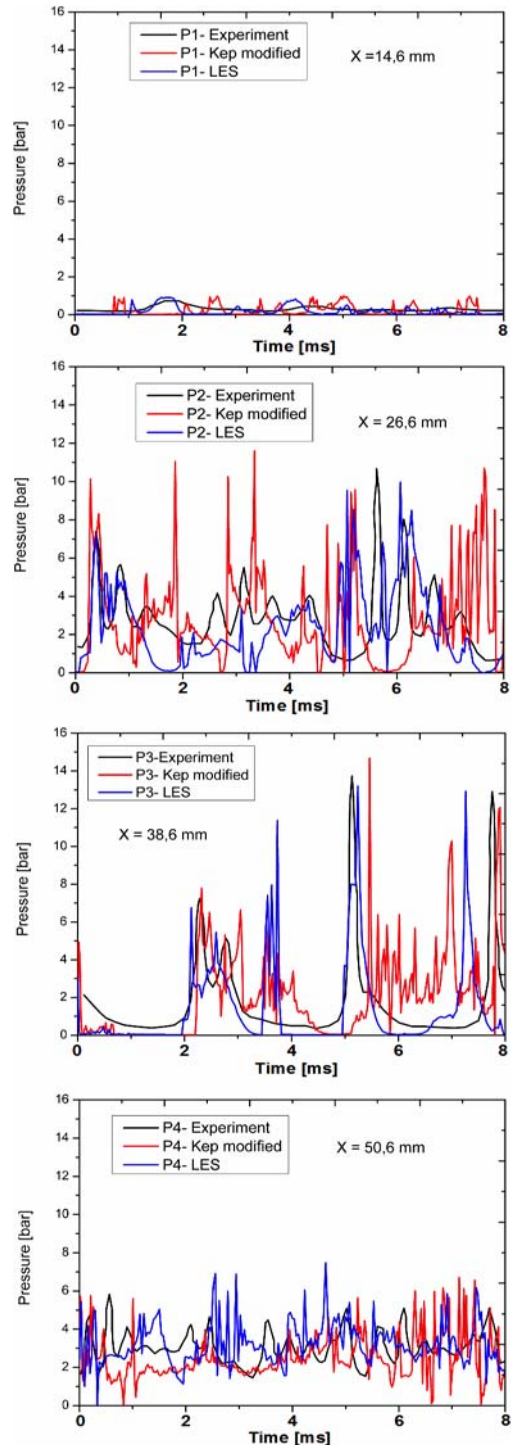 P1- Experiment
P1- Kep modified
P1- LES
X =14,6 mm
Pressure [bar]
16
14
12
10
8
6
4
2
0
0 2 4 6 8
Time [ms]
P2- Experiment
P2- Kep modified
P2- LES
X = 26,6 mm
Pressure [bar]
16
14
12
10
8
6
4
2
0
0 2 4 6 8
Time [ms]
P3-Experiment
P3- Kep modified
P3- LES
X = 38,6 mm
Pressure [bar]
16
14
12
10
8
6
4
2
0
0 2 4 6 8
Time [ms]
P4- Experiment
P4- Kep modified
P4- LES
X = 50,6 mm
Pressure [bar]
16
14
12
10
8
6
4
2
0
0 2 4 6 8
Time [ms]